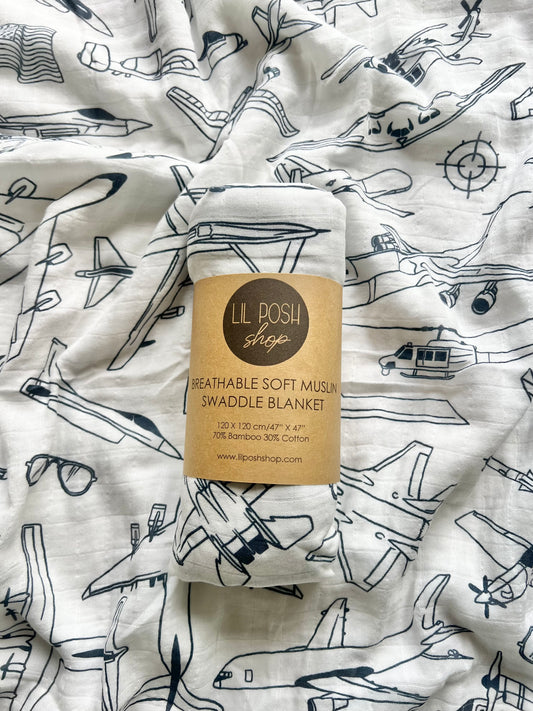 LIL POSH
shop
BREATHABLE SOFT MUSLIN
SWADDLE BLANKET
120 X 120 cm/47" X 47"
70% Bamboo 30% Cotton
www.lilposhshop.com